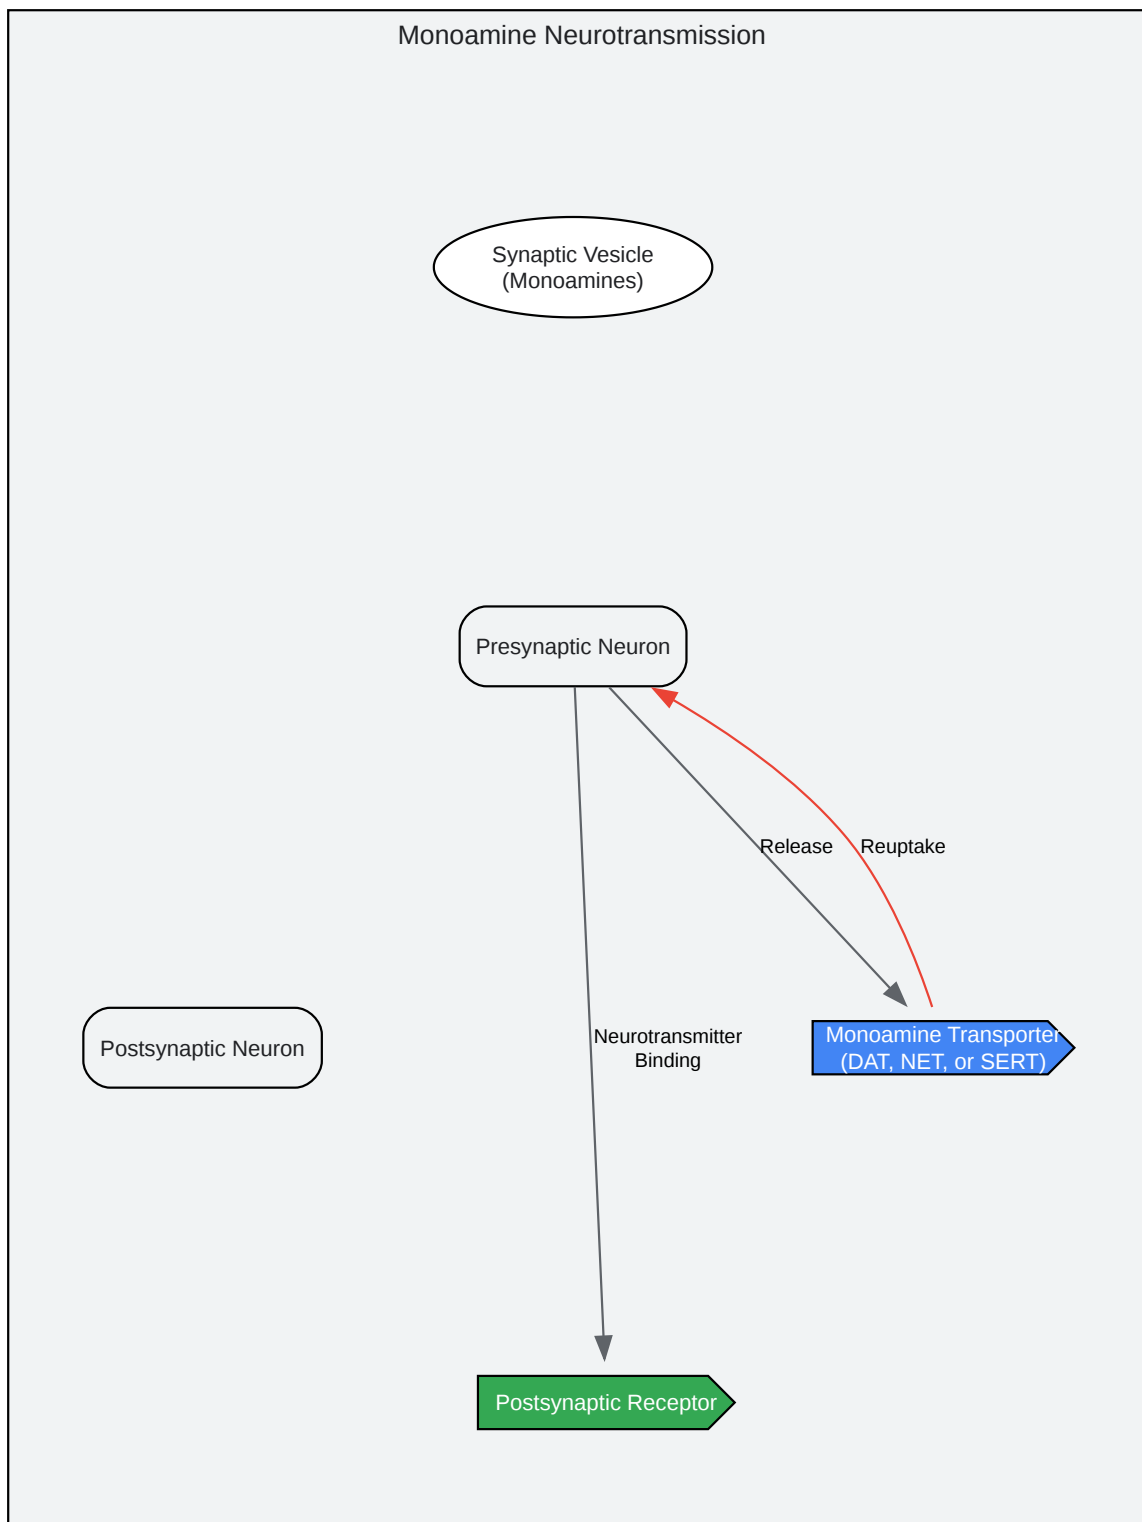 Monoamine Neurotransmission
Synaptic Vesicle
(Monoamines)
Presynaptic Neuron
Release
Reuptake
Neurotransmitter
Binding
Postsynaptic Neuron
Monoamine Transporter
(DAT, NET, or SERT)
Postsynaptic Receptor